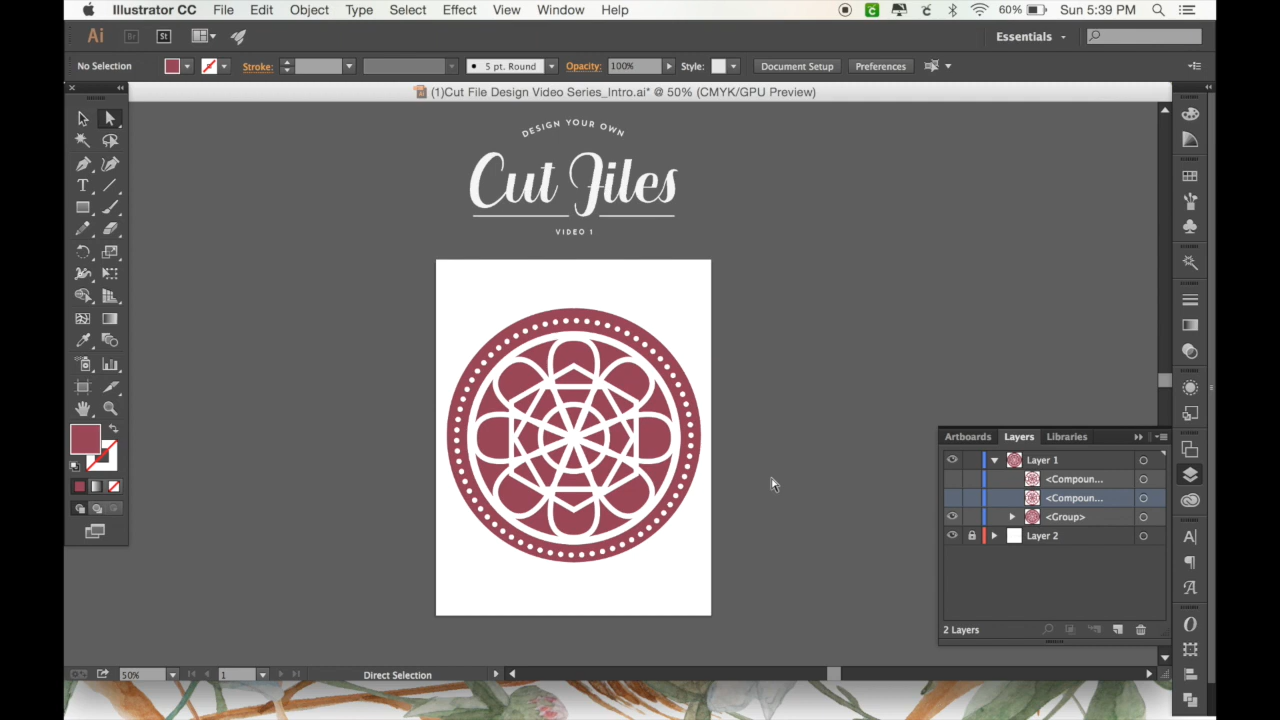 Illustrator CC File Edit Object Type Select Effect View Window Help 60% Sun 5:39 PM
Ai Br St Essentials
No Selection Stroke: 5 pt. Round Opacity: 100% Style: Document Setup Preferences
(1)Cut File Design Video Series_Intro.ai* @ 50% (CMYK/GPU Preview)
DESIGN YOUR OWN
Cut Files
VIDEO 1
Artboards Layers Libraries
Layer 1
<Compoun...
<Compoun...
<Group>
Layer 2
2 Layers
50% 1 Direct Selection